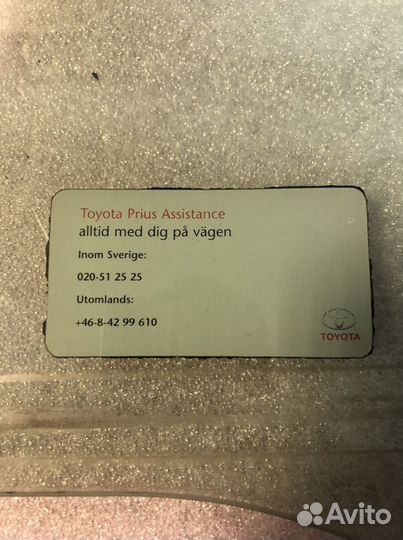 Toyota Prius Assistance
alltid med dig på vägen
Inom Sverige:
020-51 25 25
Utomlands:
+46-8-42 99 610
TOYOTA
Avito